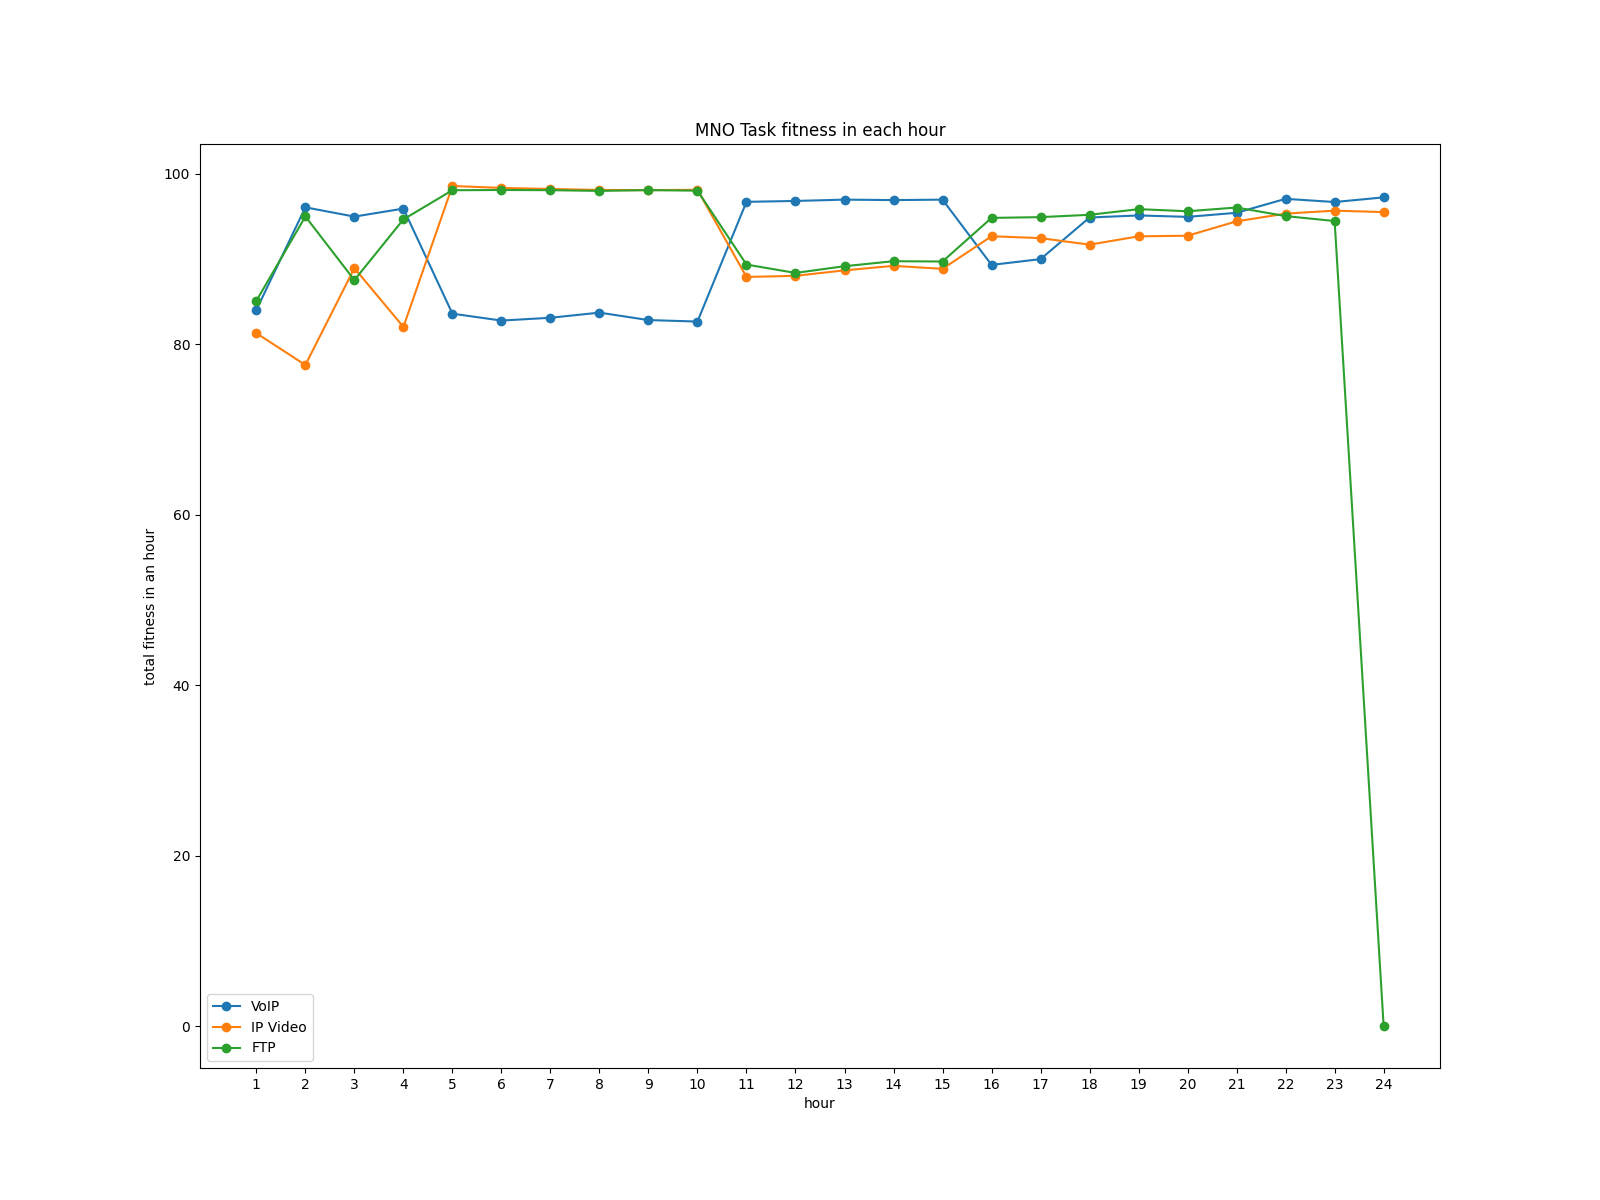 MNO Task fitness in each hour
100
80
60
40
20
0
total fitness in an hour
VoIP
IP Video
FTP
1 2 3 4 5 6 7 8 9 10 11 12 13 14 15 16 17 18 19 20 21 22 23 24
hour